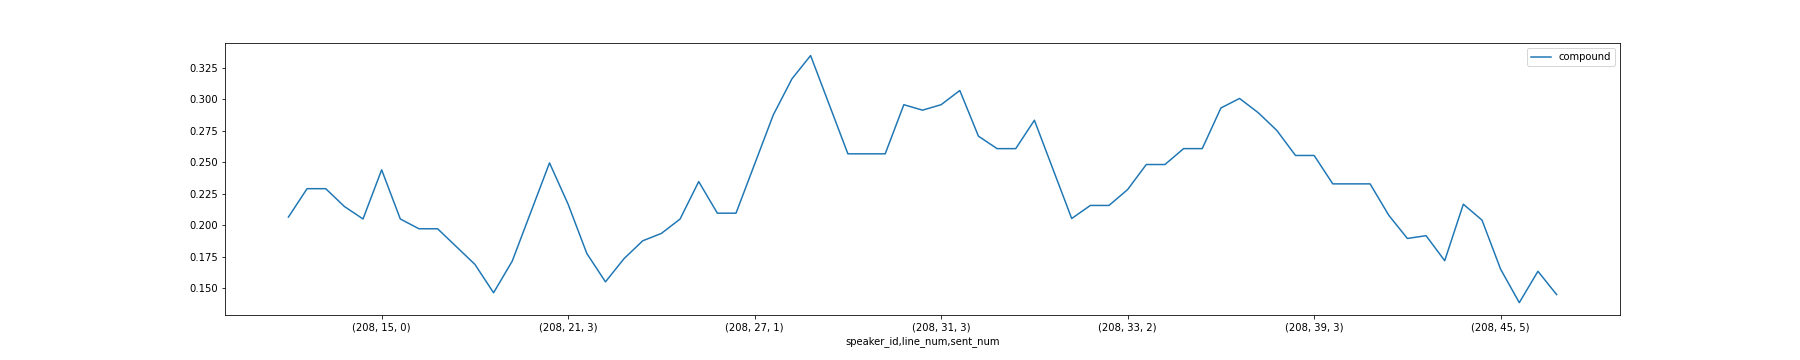 compound
0.325
0.300
0.275
0.250
0.225
0.200
0.175
0.150
(208, 15, 0) (208, 21, 3) (208, 27, 1) (208, 31, 3) (208, 33, 2) (208, 39, 3) (208, 45, 5)
speaker_id,line_num,sent_num